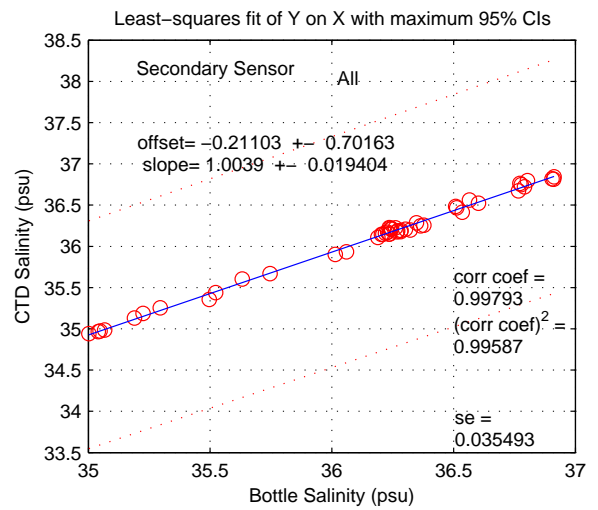 Least−squares fit of Y on X with maximum 95% CIs
38.5
38
37.5
37
36.5
36
35.5
35
34.5
34
33.5
CTD Salinity (psu)
Secondary Sensor
All
offset= −0.21103 +− 0.70163
slope= 1.0039 +− 0.019404
corr coef =
0.99793
(corr coef)² =
0.99587
se =
0.035493
35
35.5
36
36.5
37
Bottle Salinity (psu)